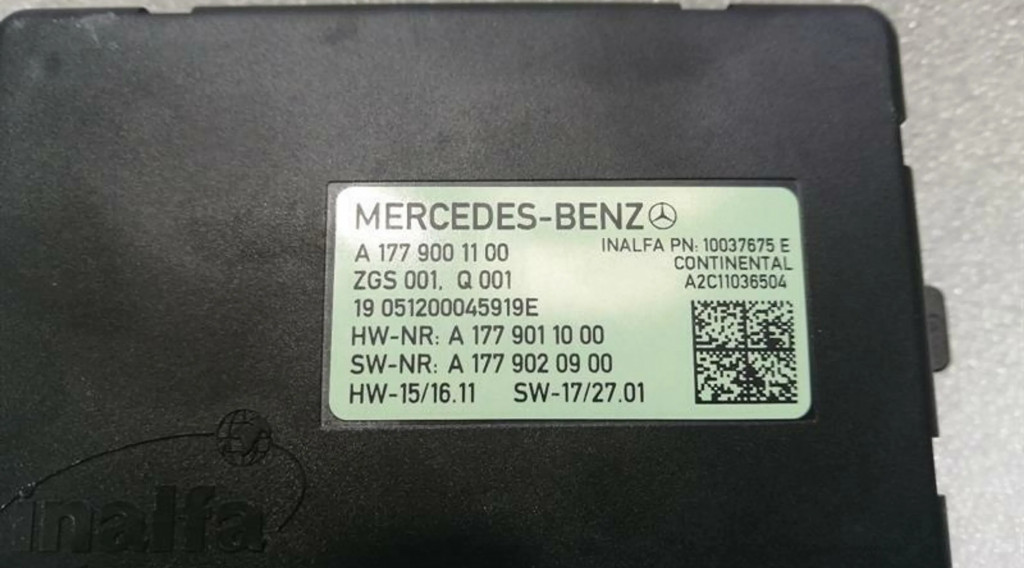 MERCEDES-BENZ
A 177 900 11 00
ZGS 001, Q 001
19 051200045919E
HW-NR: A 177 901 10 00
SW-NR: A 177 902 09 00
HW-15/16.11 SW-17/27.01
INALFA PN: 10037675 E
CONTINENTAL
A2C11036504
inalfa